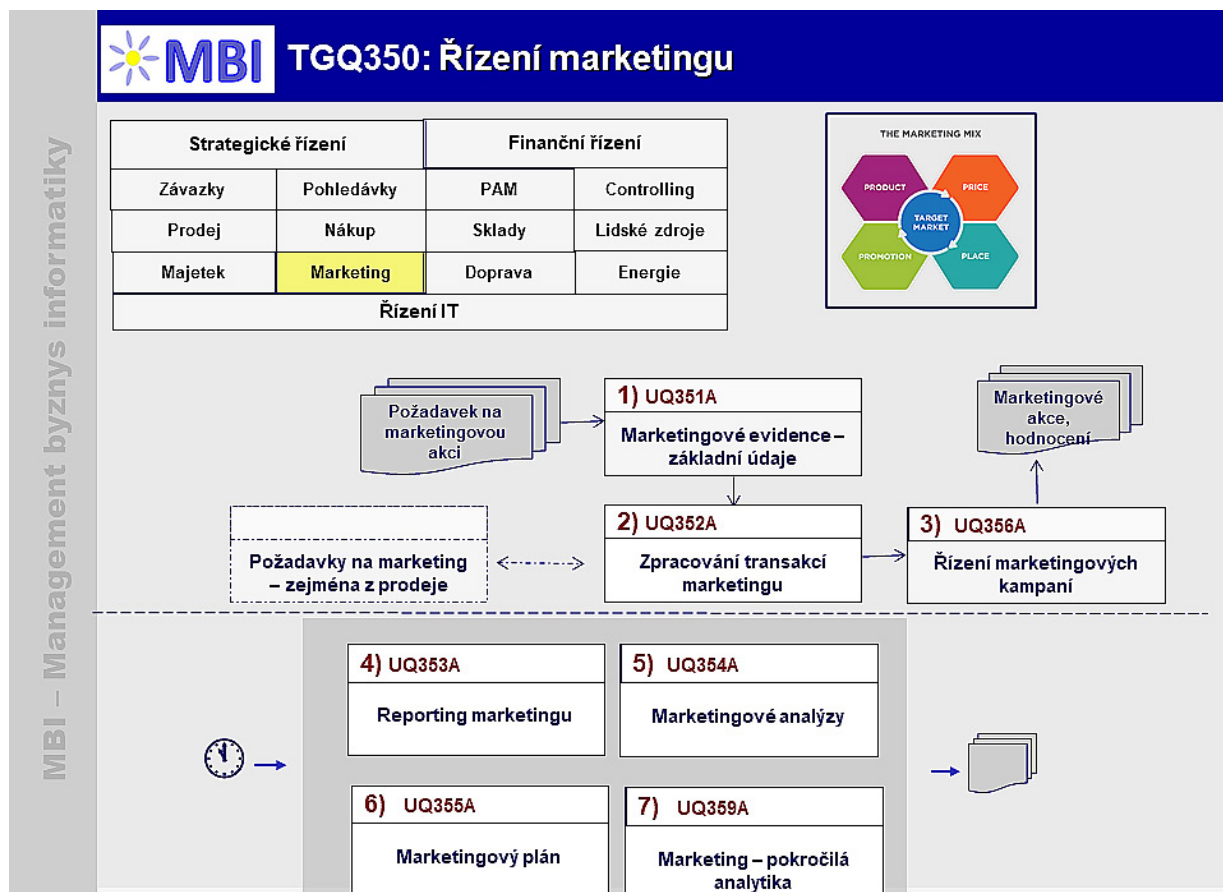 MBI
TGQ350: Řízení marketingu
MBI – Management byznys informatiky
Strategické řízení
Finanční řízení
Závazky
Pohledávky
PAM
Controlling
Prodej
Nákup
Sklady
Lidské zdroje
Majetek
Marketing
Doprava
Energie
Řízení IT
THE MARKETING MIX
PRODUCT
PRICE
TARGET
MARKET
PROMOTION
PLACE
Požadavek na
marketingovou
akci
1) UQ351A
Marketingové evidence –
základní údaje
Marketingové
akce,
hodnocení
Požadavky na marketing
– zejména z prodeje
2) UQ352A
Zpracování transakcí
marketingu
3) UQ356A
Řízení marketingových
kampaní
4) UQ353A
Reporting marketingu
5) UQ354A
Marketingové analýzy
6) UQ355A
Marketingový plán
7) UQ359A
Marketing – pokročilá
analytika